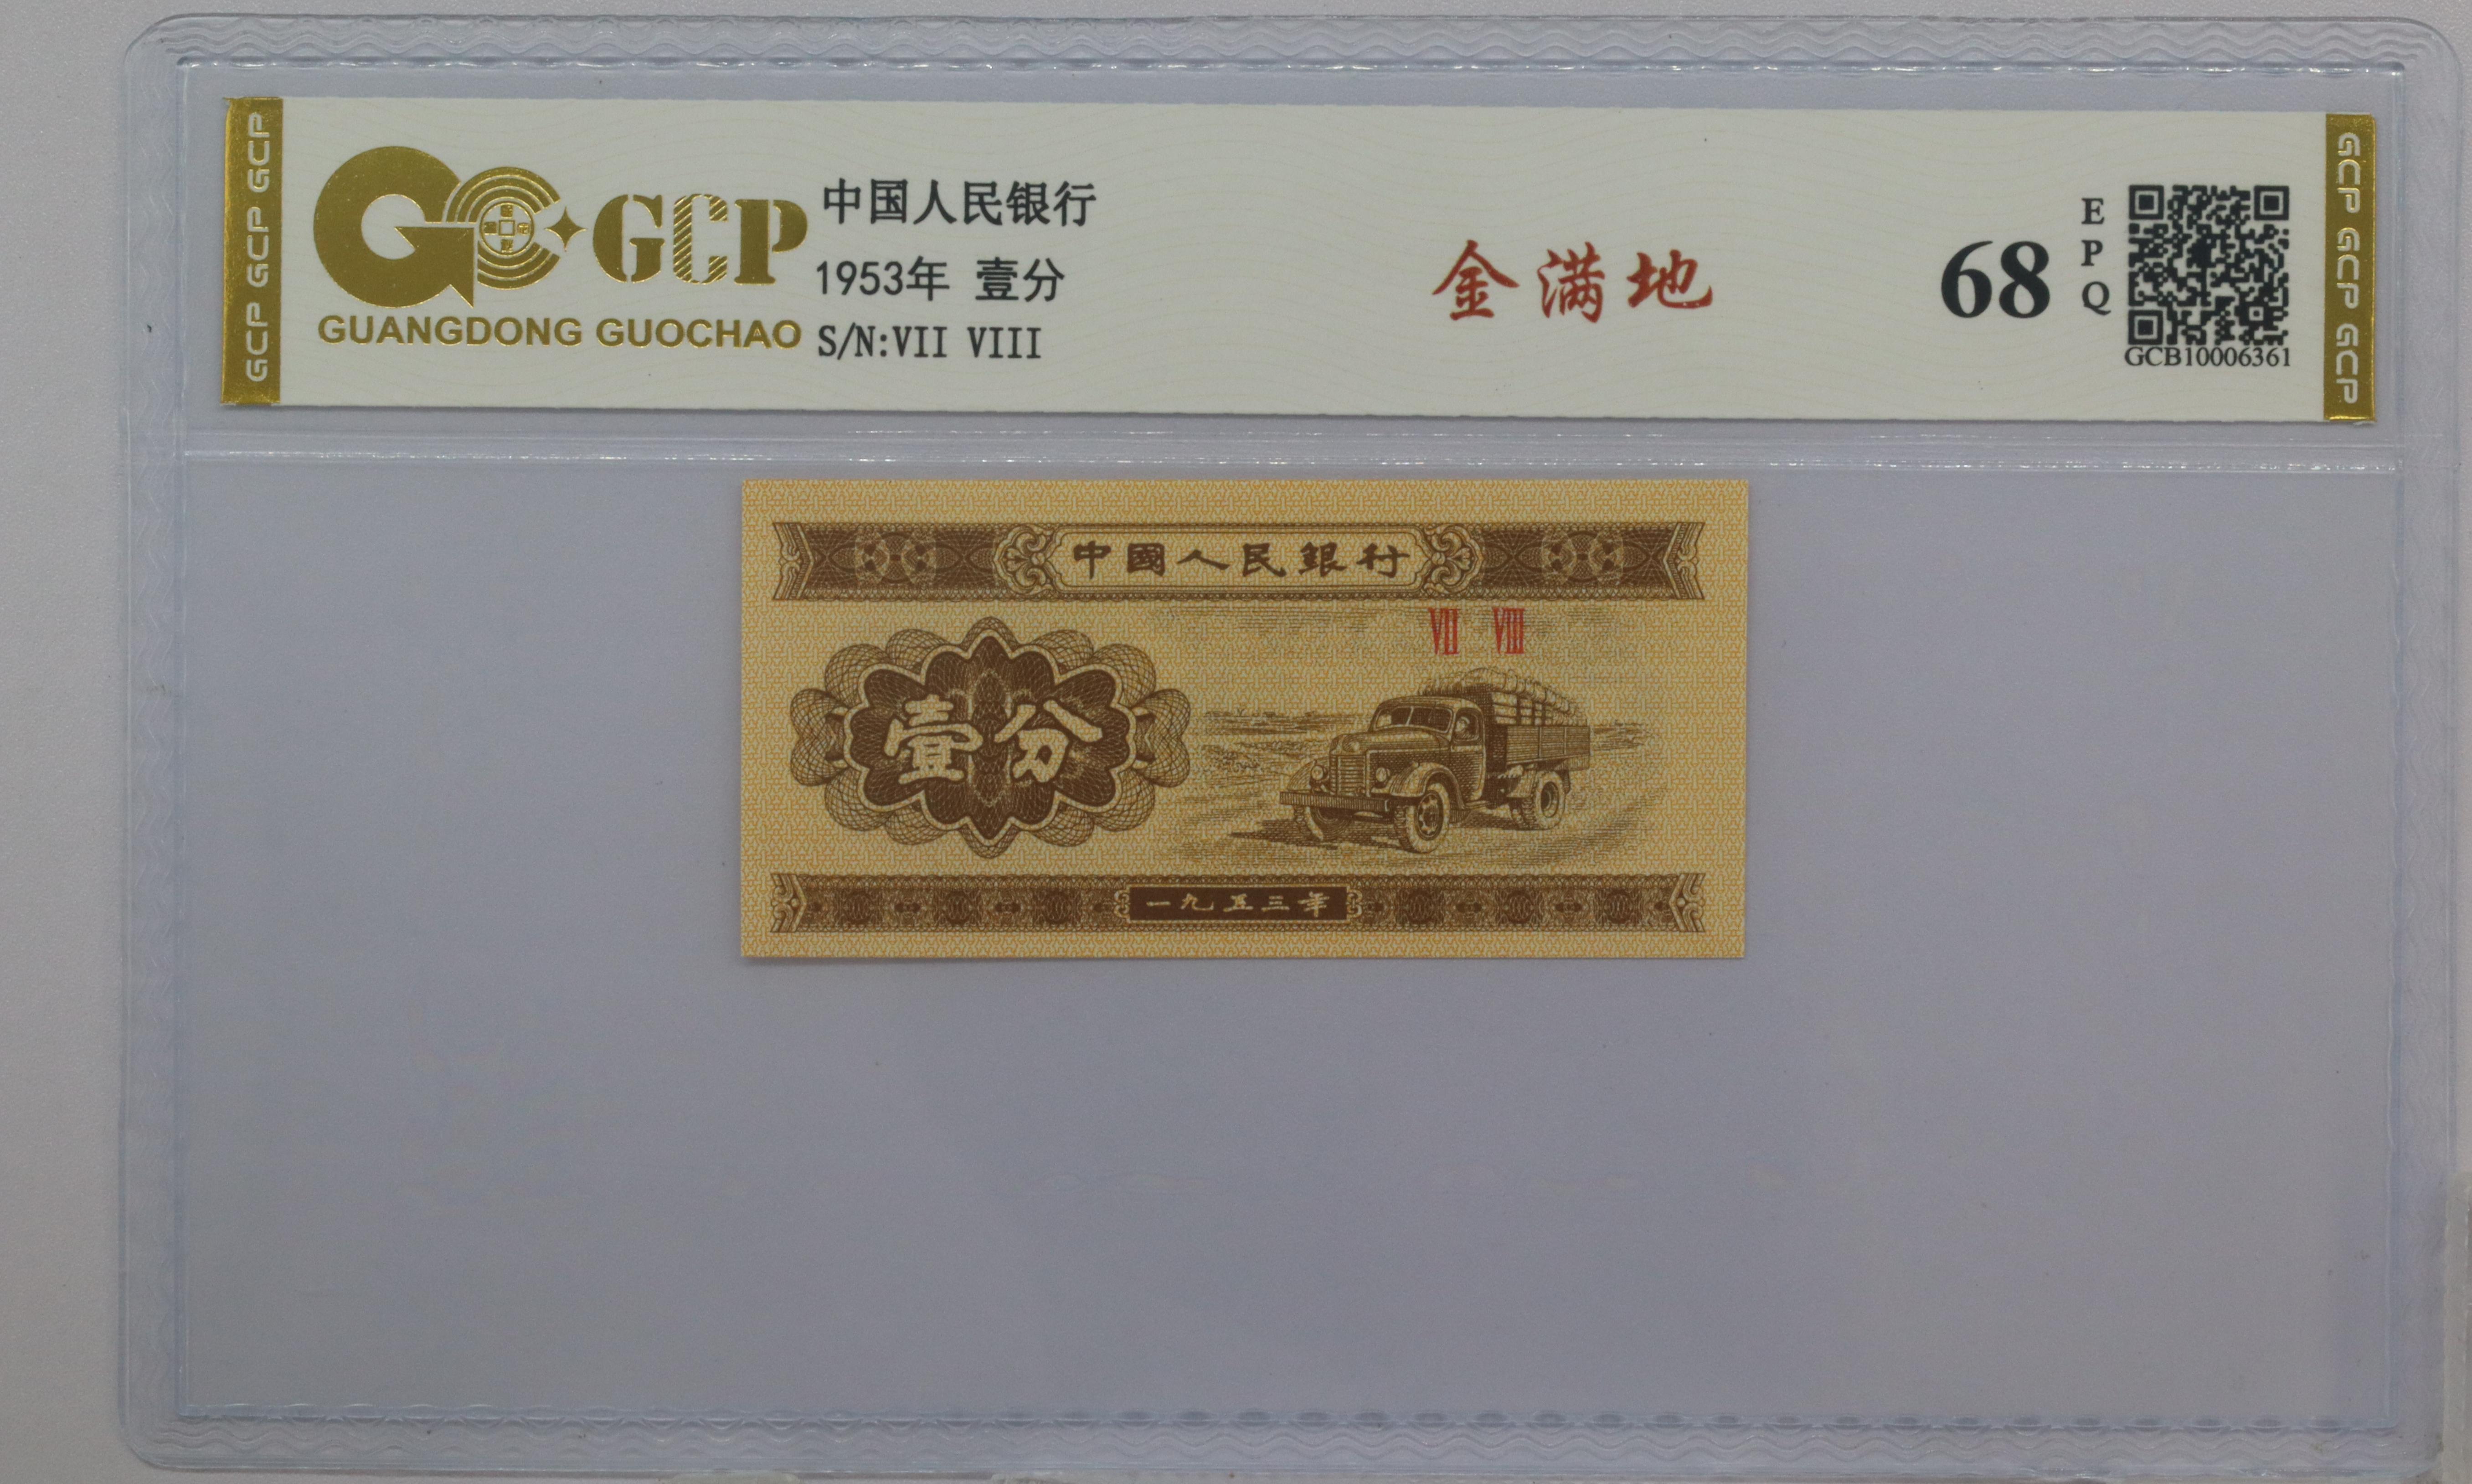 GCP GCP GCP
GCP
GUANGDONG GUOCHAO
中国人民银行
1953年 壹分
S/N:VII VIII
金满地
68
EPQ
GCB10006361
GCP GCP GCP
中國人民銀行
VII VIII
壹分
一九五三年